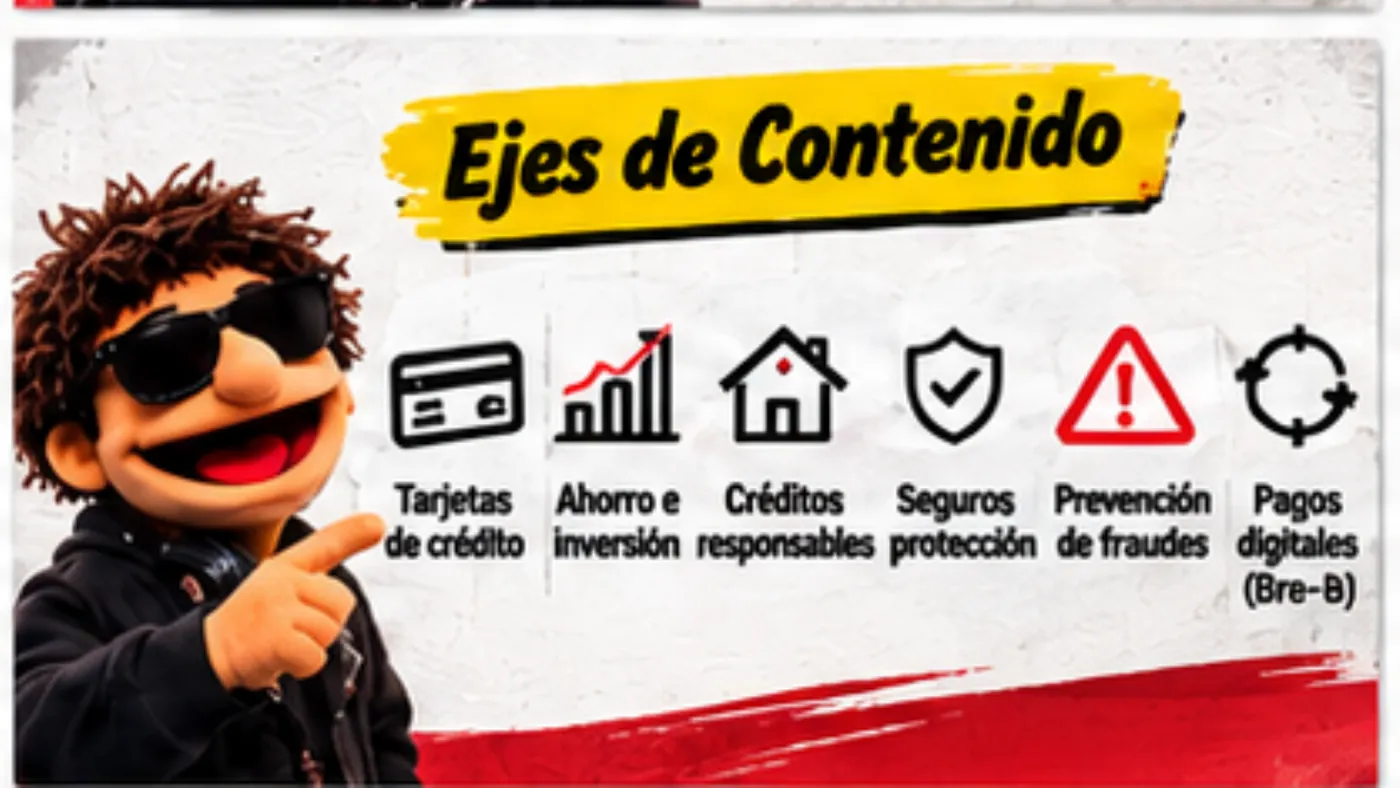 Ejes de Contenido
Tarjetas
de crédito
Ahorro e
inversión
Créditos
responsables
Seguros
protección
Prevención
de fraudes
Pagos
digitales
(Bre-B)